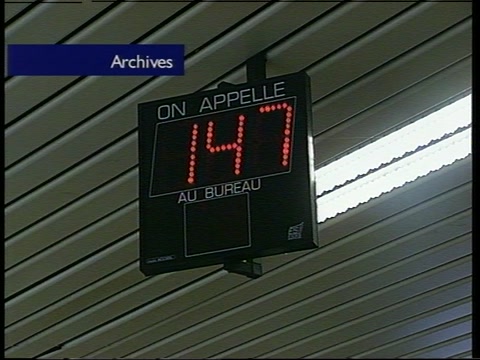 Archives
ON APPELLE
147
AU BUREAU